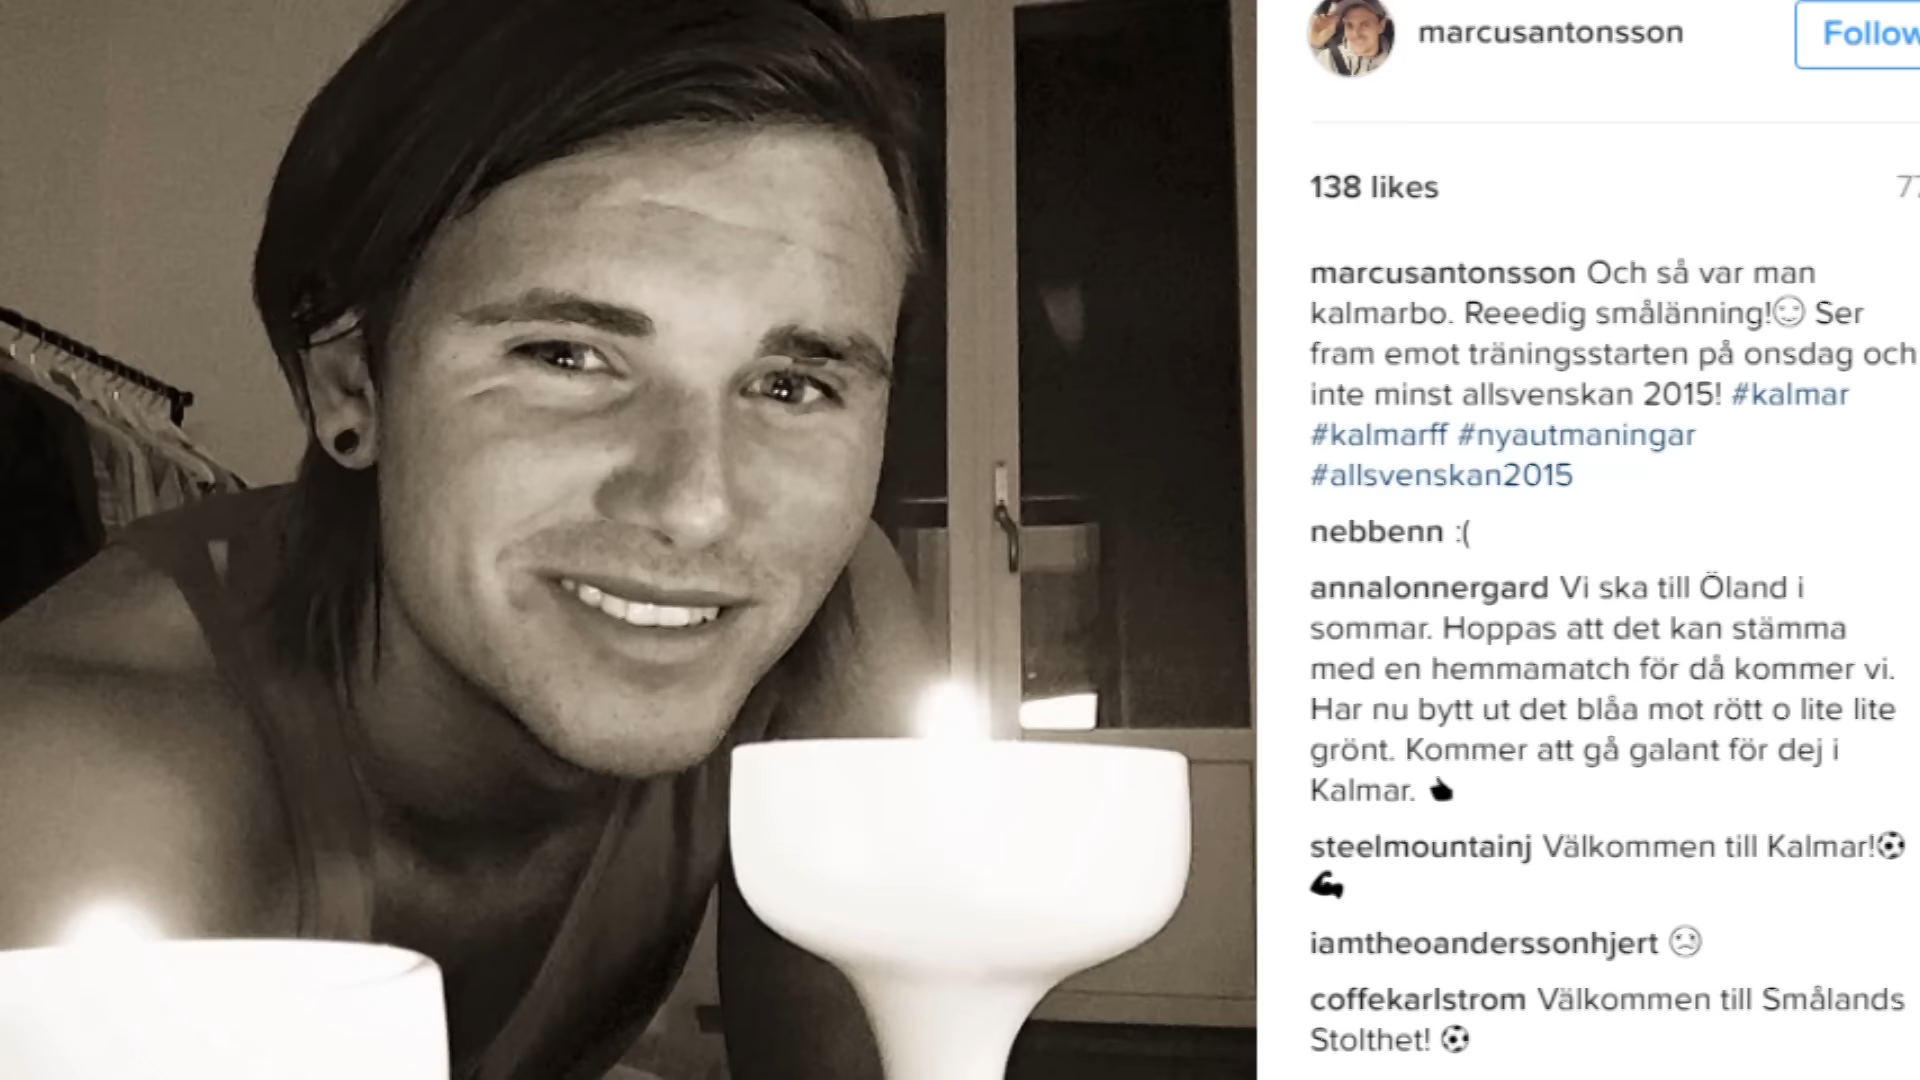 marcusantonsson
Follow
138 likes
marcusantonsson Och så var man
kalmarbo. Reeedig smålänning!😏 Ser
fram emot träningsstarten på onsdag och
inte minst allsvenskan 2015! #kalmar
#kalmarff #nyautmaningar
#allsvenskan2015
nebbenn :(
annalonnergard Vi ska till Öland i
sommar. Hoppas att det kan stämma
med en hemmamatch för då kommer vi.
Har nu bytt ut det blåa mot rött o lite lite
grönt. Kommer att gå galant för dej i
Kalmar. 👍
steelmountainj Välkommen till Kalmar!⚽
💪
iamtheoanderssonhjert 😞
coffekarlstrom Välkommen till Smålands
Stolthet! ⚽